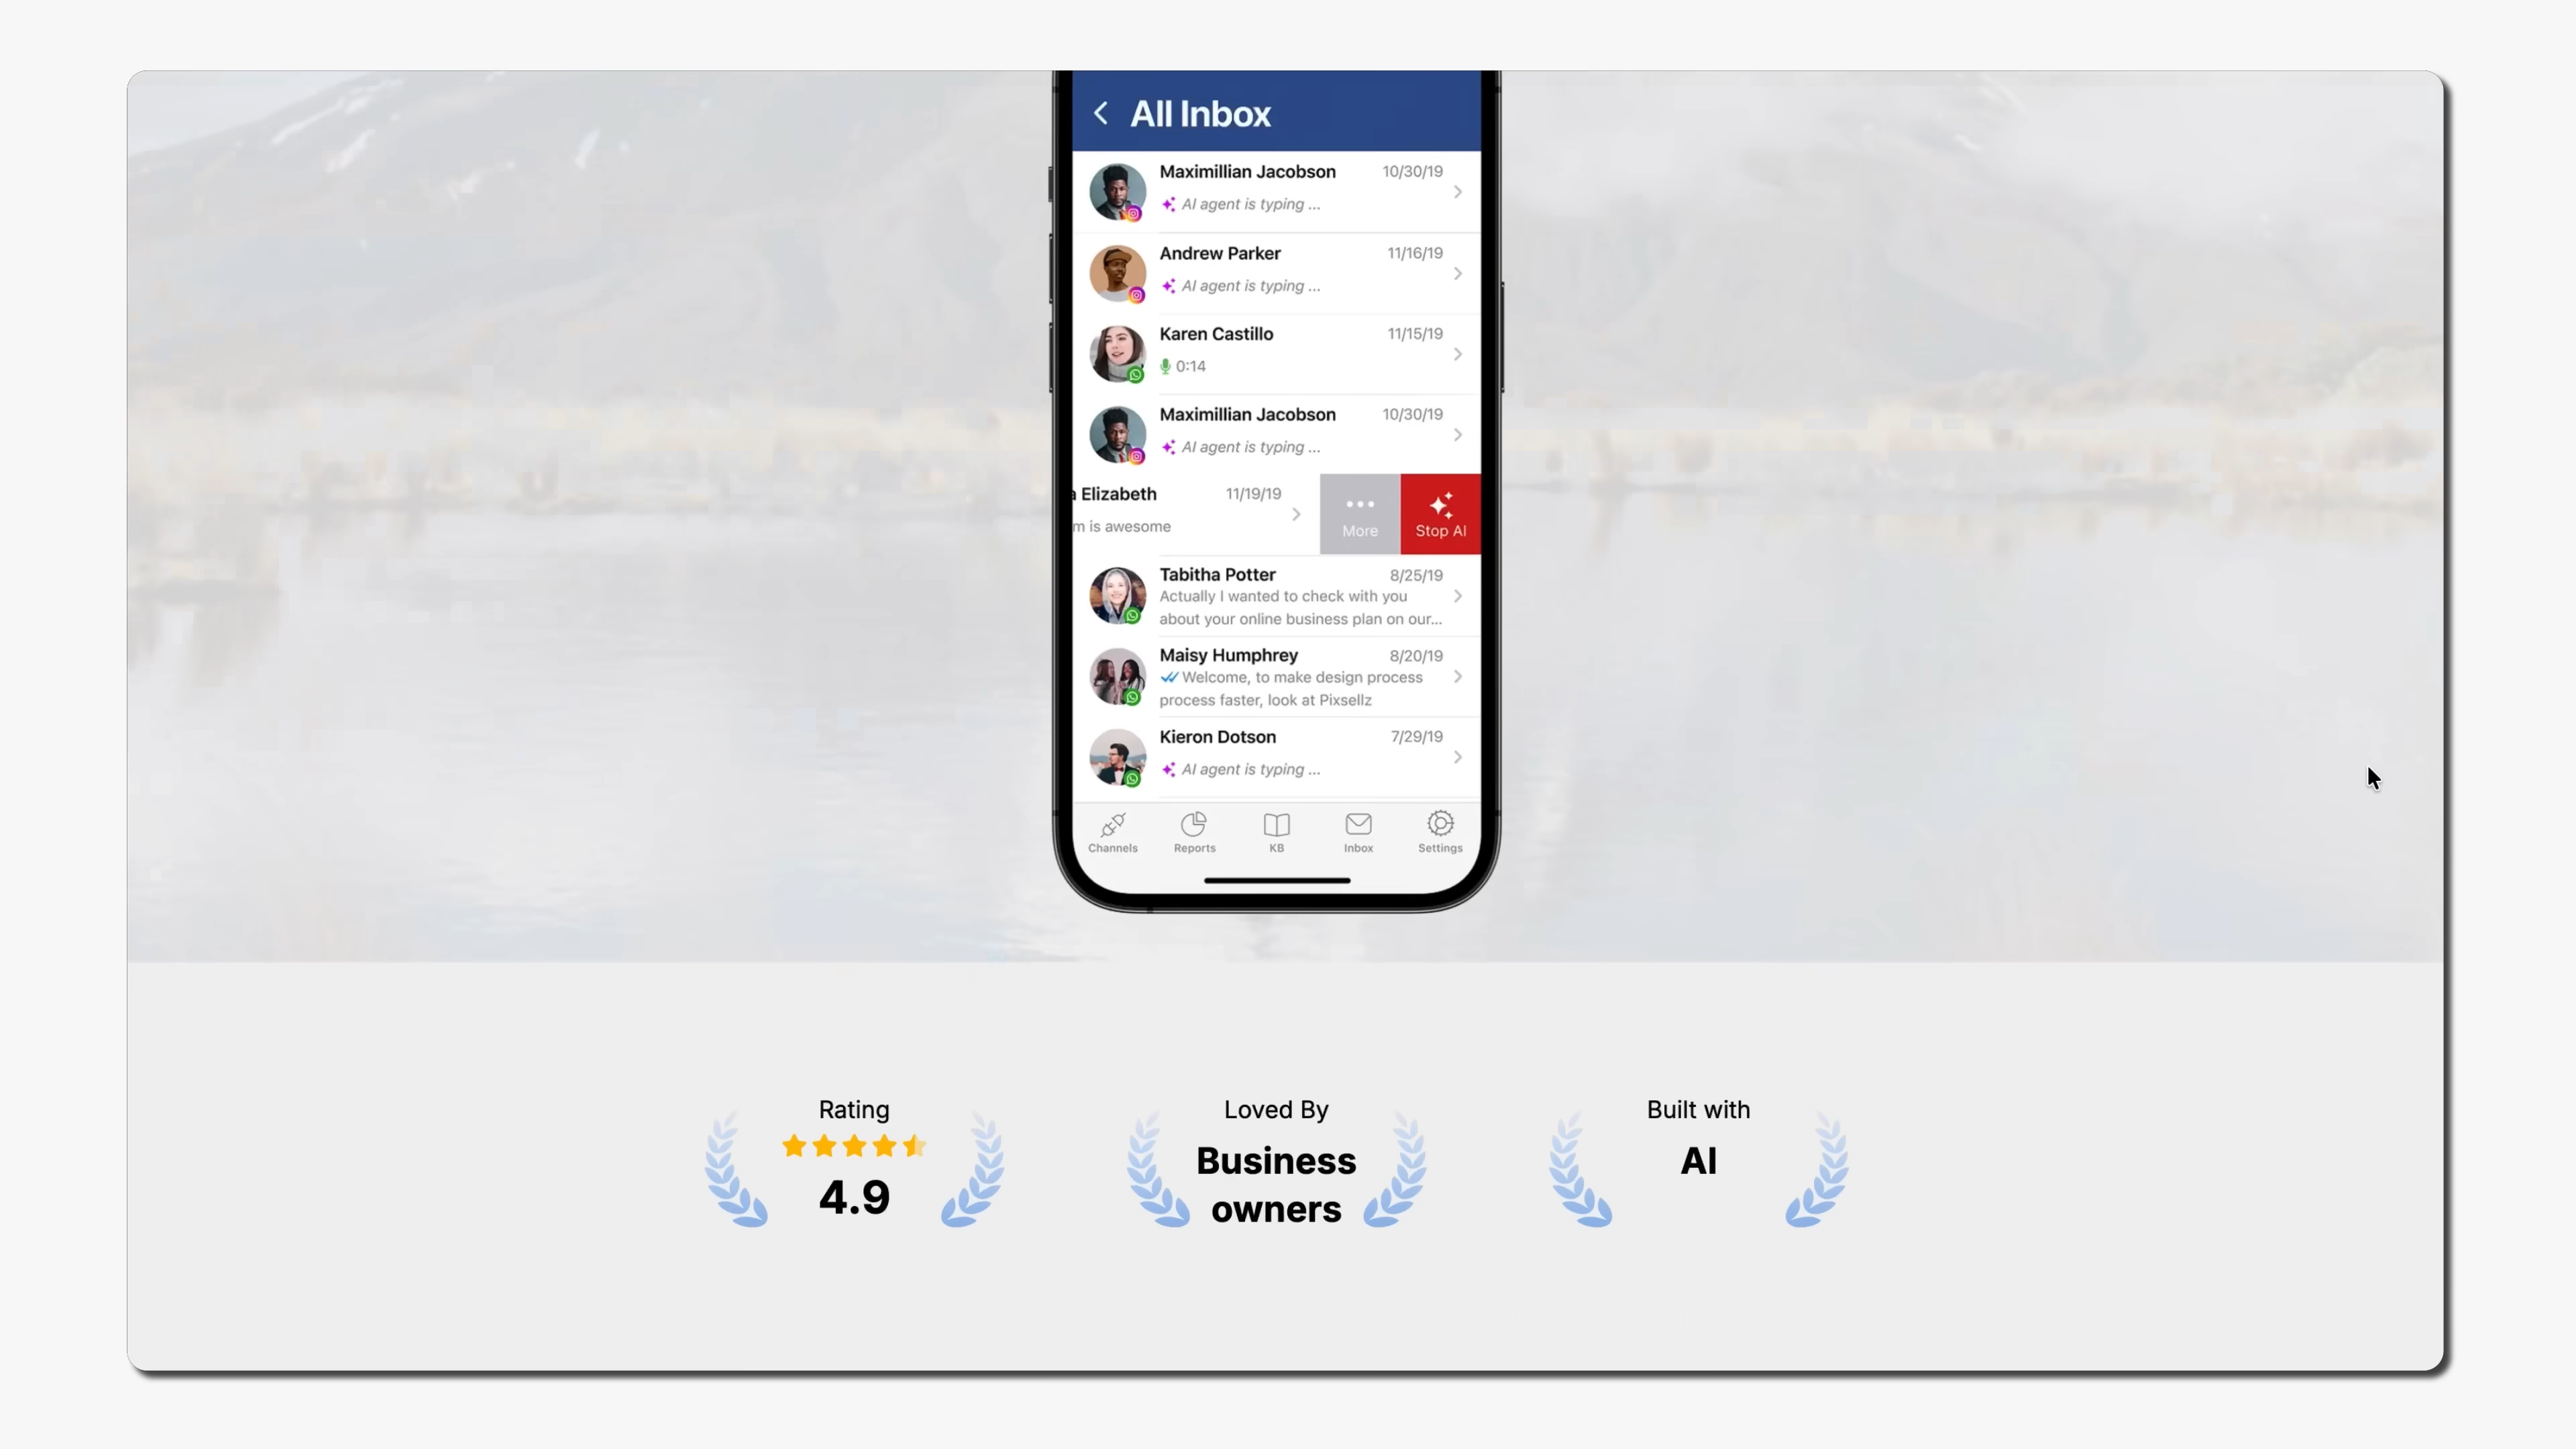 All Inbox
Maximillian Jacobson 10/30/19
AI agent is typing ...
Andrew Parker 11/16/19
AI agent is typing ...
Karen Castillo 11/15/19
0:14
Maximillian Jacobson 10/30/19
AI agent is typing ...
a Elizabeth 11/19/19
m is awesome
More
Stop AI
Tabitha Potter 8/25/19
Actually I wanted to check with you
about your online business plan on our...
Maisy Humphrey 8/20/19
Welcome, to make design process
process faster, look at Pixsellz
Kieron Dotson 7/29/19
AI agent is typing ...
Channels Reports KB Inbox Settings
Rating
4.9
Loved By
Business
owners
Built with
AI